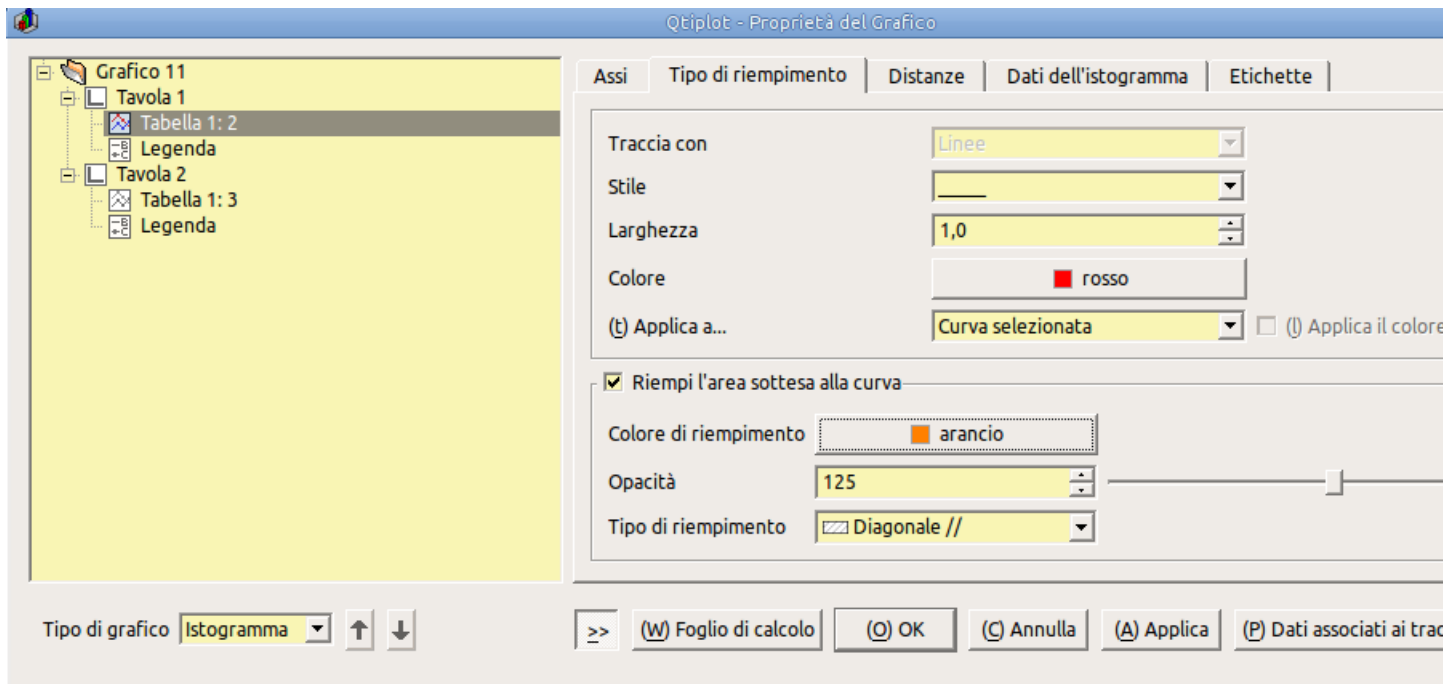 Qtiplot - Proprietà del Grafico
Grafico 11
Tavola 1
Tabella 1: 2
Legenda
Tavola 2
Tabella 1: 3
Legenda
Tipo di grafico Istogramma
Assi Tipo di riempimento Distanze Dati dell'istogramma Etichette
Traccia con Linee
Stile
Larghezza 1,0
Colore rosso
(t) Applica a... Curva selezionata (l) Applica il colore
Riempi l'area sottesa alla curva
Colore di riempimento arancio
Opacità 125
Tipo di riempimento Diagonale //
>> (W) Foglio di calcolo (O) OK (C) Annulla (A) Applica (P) Dati associati ai trac